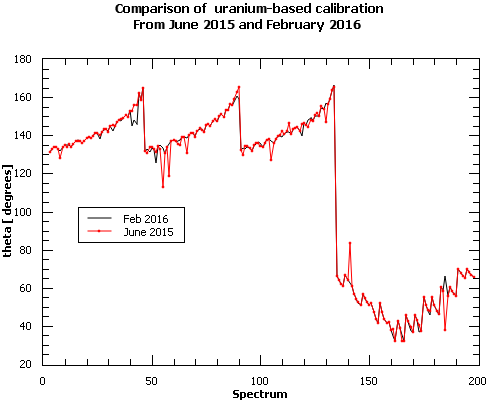 Comparison of uranium-based calibration
From June 2015 and February 2016
180
160
140
120
100
80
60
40
20
theta [ degrees]
Feb 2016
June 2015
0
50
100
150
200
Spectrum